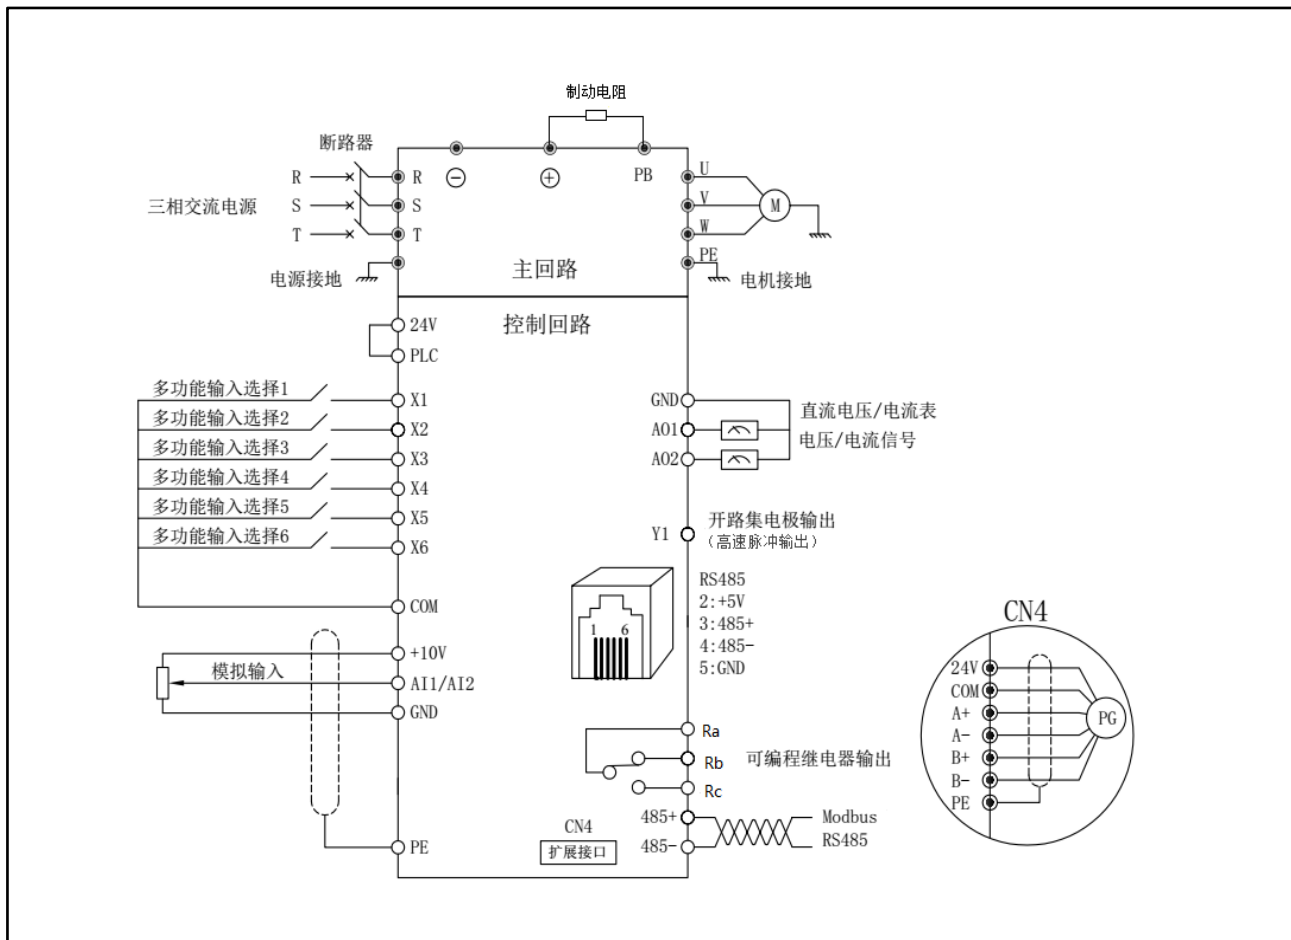 制动电阻
断路器
R
S
T
三相交流电源
R
S
T
PB
U
V
W
PE
M
电源接地
主回路
电机接地
控制回路
24V
PLC
多功能输入选择1
X1
多功能输入选择2
X2
多功能输入选择3
X3
多功能输入选择4
X4
多功能输入选择5
X5
多功能输入选择6
X6
COM
GND
AO1
AO2
直流电压/电流表
电压/电流信号
Y1
开路集电极输出
(高速脉冲输出)
1 6
RS485
2:+5V
3:485+
4:485-
5:GND
+10V
模拟输入
AI1/AI2
GND
PE
Ra
Rb
Rc
可编程继电器输出
485+
485-
Modbus
RS485
CN4
扩展接口
CN4
24V
COM
A+
A-
B+
B-
PE
PG